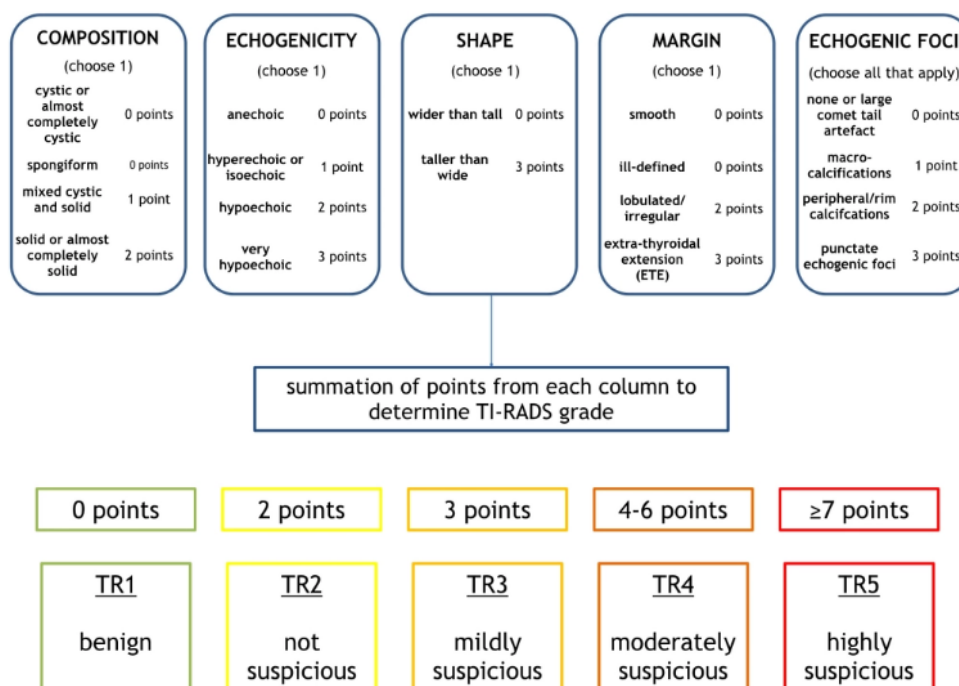 COMPOSITION
(choose 1)
cystic or
almost
completely
cystic
0 points
spongiform
0 points
mixed cystic
and solid
1 point
solid or almost
completely
solid
2 points
ECHOGENICITY
(choose 1)
anechoic
0 points
hyperechoic or
isoechoic
1 point
hypoechoic
2 points
very
hypoechoic
3 points
SHAPE
(choose 1)
wider than tall
0 points
taller than
wide
3 points
MARGIN
(choose 1)
smooth
0 points
ill-defined
0 points
lobulated/
irregular
2 points
extra-thyroidal
extension
(ETE)
3 points
ECHOGENIC FOCI
(choose all that apply)
none or large
comet tail
artefact
0 points
macro-
calcifications
1 point
peripheral/rim
calcifcations
2 points
punctate
echogenic foci
3 points
summation of points from each column to
determine TI-RADS grade
0 points
2 points
3 points
4-6 points
≥7 points
TR1
benign
TR2
not
suspicious
TR3
mildly
suspicious
TR4
moderately
suspicious
TR5
highly
suspicious